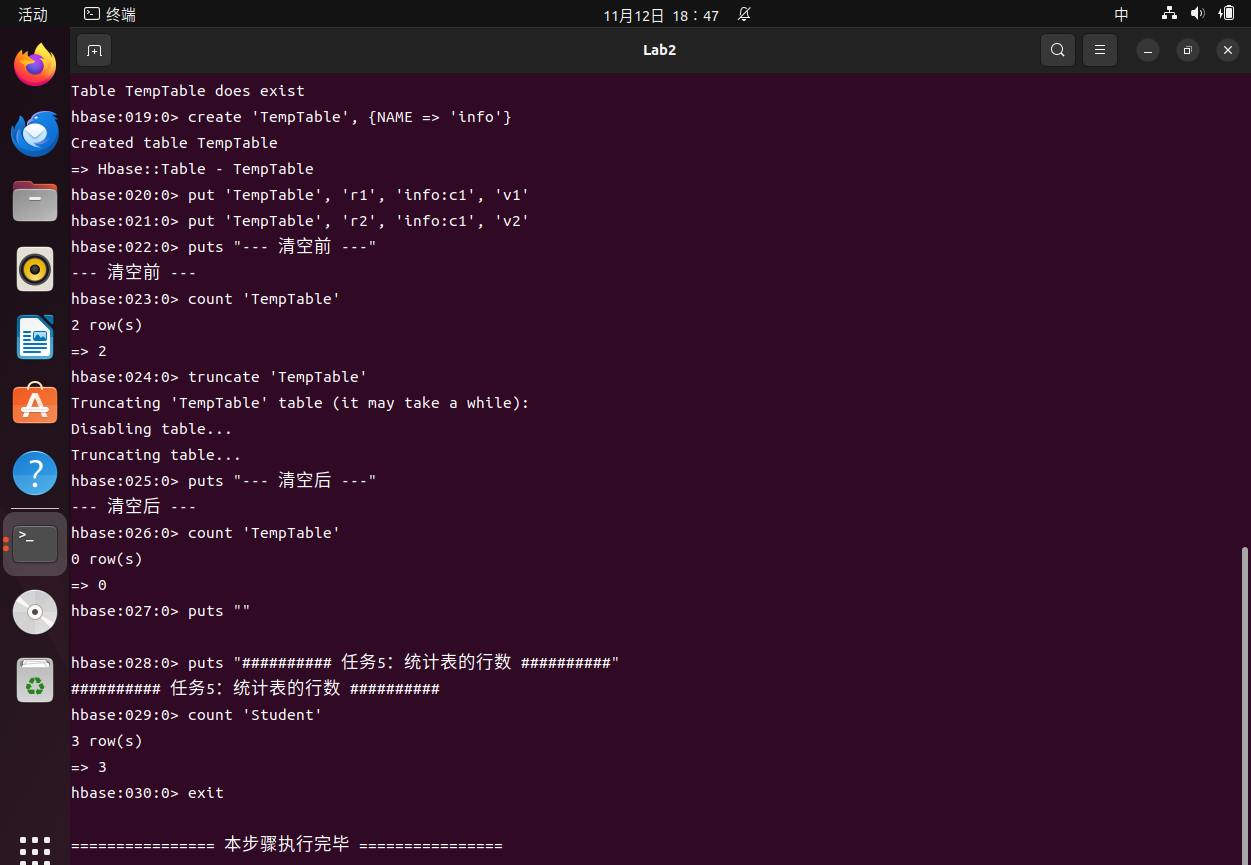 活动
终端
11月12日 18：47
中
Lab2
Table TempTable does exist
hbase:019:0> create 'TempTable', {NAME => 'info'}
Created table TempTable
=> Hbase::Table - TempTable
hbase:020:0> put 'TempTable', 'r1', 'info:c1', 'v1'
hbase:021:0> put 'TempTable', 'r2', 'info:c1', 'v2'
hbase:022:0> puts "--- 清空前 ---"
--- 清空前 ---
hbase:023:0> count 'TempTable'
2 row(s)
=> 2
hbase:024:0> truncate 'TempTable'
Truncating 'TempTable' table (it may take a while):
Disabling table...
Truncating table...
hbase:025:0> puts "--- 清空后 ---"
--- 清空后 ---
hbase:026:0> count 'TempTable'
0 row(s)
=> 0
hbase:027:0> puts ""
hbase:028:0> puts "########## 任务5：统计表的行数 ##########"
########## 任务5：统计表的行数 ##########
hbase:029:0> count 'Student'
3 row(s)
=> 3
hbase:030:0> exit
================ 本步骤执行完毕 ================